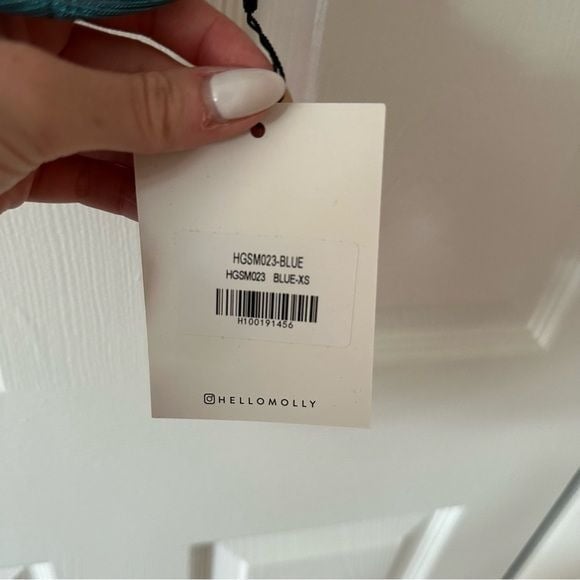 HGSM023-BLUE
HGSM023 BLUE-XS
H100191456
HELLOMOLLY